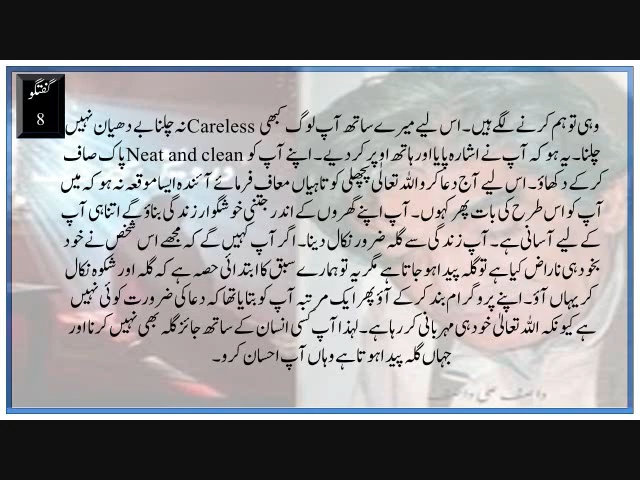 گفتگو
8
وہی تو ہم کرنے لگے ہیں۔ اس لیے میرے ساتھ آپ لوگ کبھی Careless نہ چلنا بے دھیان نہیں
چلنا۔ یہ ہو کہ آپ نے اشارہ پایا اور ہاتھ اوپر کر دیے۔ اپنے آپ کو Neat and clean پاک صاف
کر کے دکھاؤ۔ اس لیے آج دعا کرو اللہ تعالٰی پچھلی کوتاہیاں معاف فرمائے آئندہ ایسا موقعہ نہ ہو کہ میں
آپ کو اس طرح کی بات پھر کہوں۔ آپ اپنے گھروں کے اندر جتنی خوشگوار زندگی بناؤ گے اتنا ہی آپ
کے لیے آسانی ہے۔ آپ زندگی سے گلہ ضرور نکال دینا۔ اگر آپ کہیں گے کہ مجھے اس شخص نے خود
بخود ہی ناراض کیا ہے تو گلہ پیدا ہو جاتا ہے مگر یہ تو ہمارے سبق کا ابتدائی حصہ ہے کہ گلہ اور شکوہ نکال
کر یہاں آؤ۔ اپنے پروگرام بند کر کے آؤ پھر ایک مرتبہ آپ کو بتایا تھا کہ دعا کی ضرورت کوئی نہیں
ہے کیونکہ اللہ تعالٰی خود ہی مہربانی کر رہا ہے۔ لہذا آپ کسی انسان کے ساتھ جائز گلہ بھی نہیں کرنا اور
جہاں گلہ پیدا ہوتا ہے وہاں آپ احسان کرو۔
واصف علی واصف